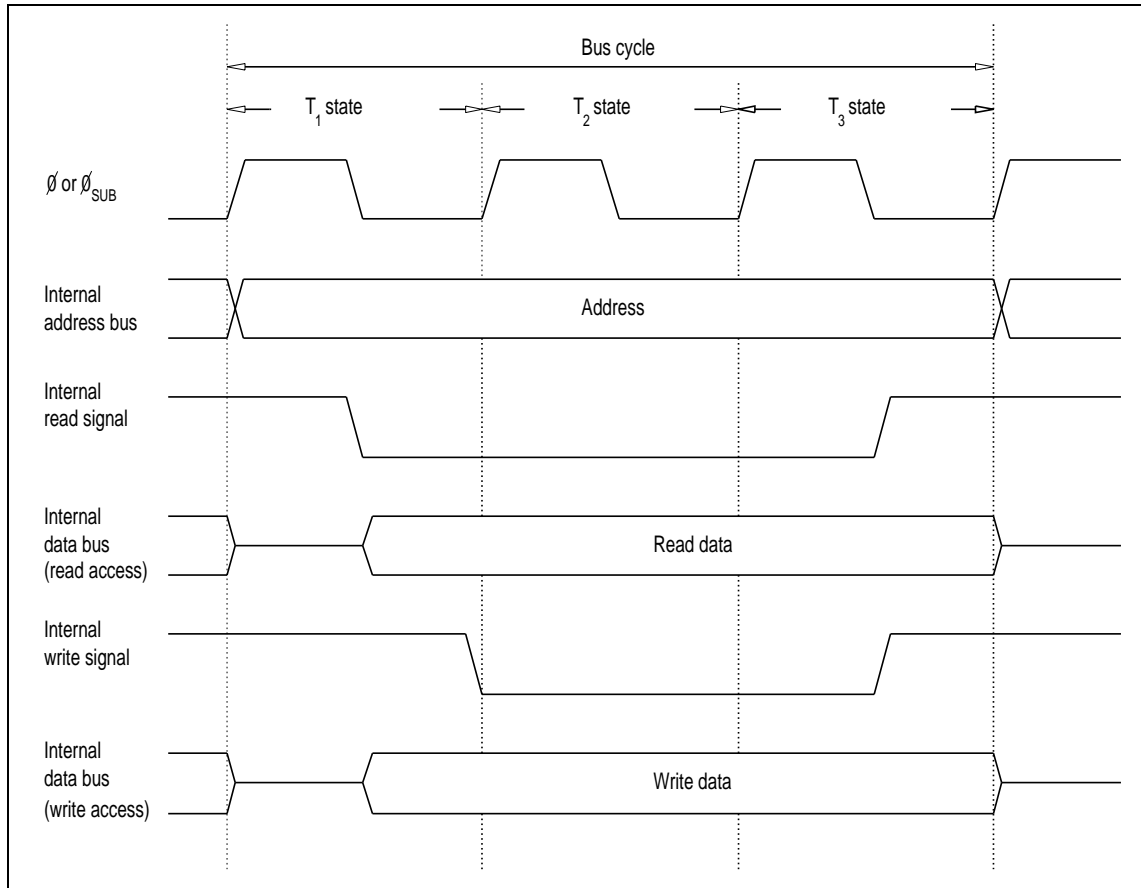 Bus cycle
T1 state T2 state T3 state
ø or øSUB
Internal
address bus
Address
Internal
read signal
Internal
data bus
(read access)
Read data
Internal
write signal
Internal
data bus
(write access)
Write data